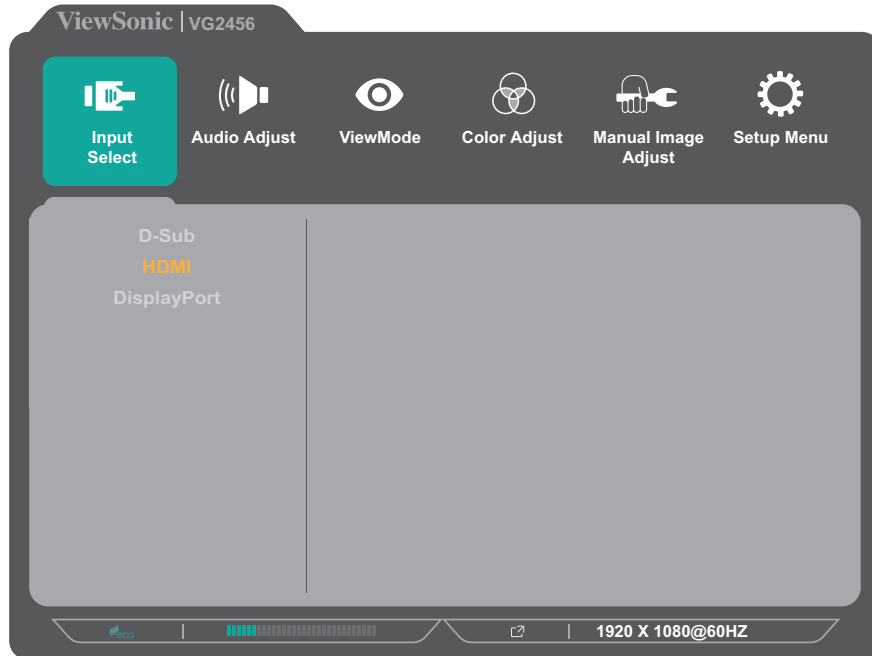 ViewSonic | VG2456
Input
Select
Audio Adjust
ViewMode
Color Adjust
Manual Image
Adjust
Setup Menu
D-Sub
HDMI
DisplayPort
eco
1920 X 1080@60HZ